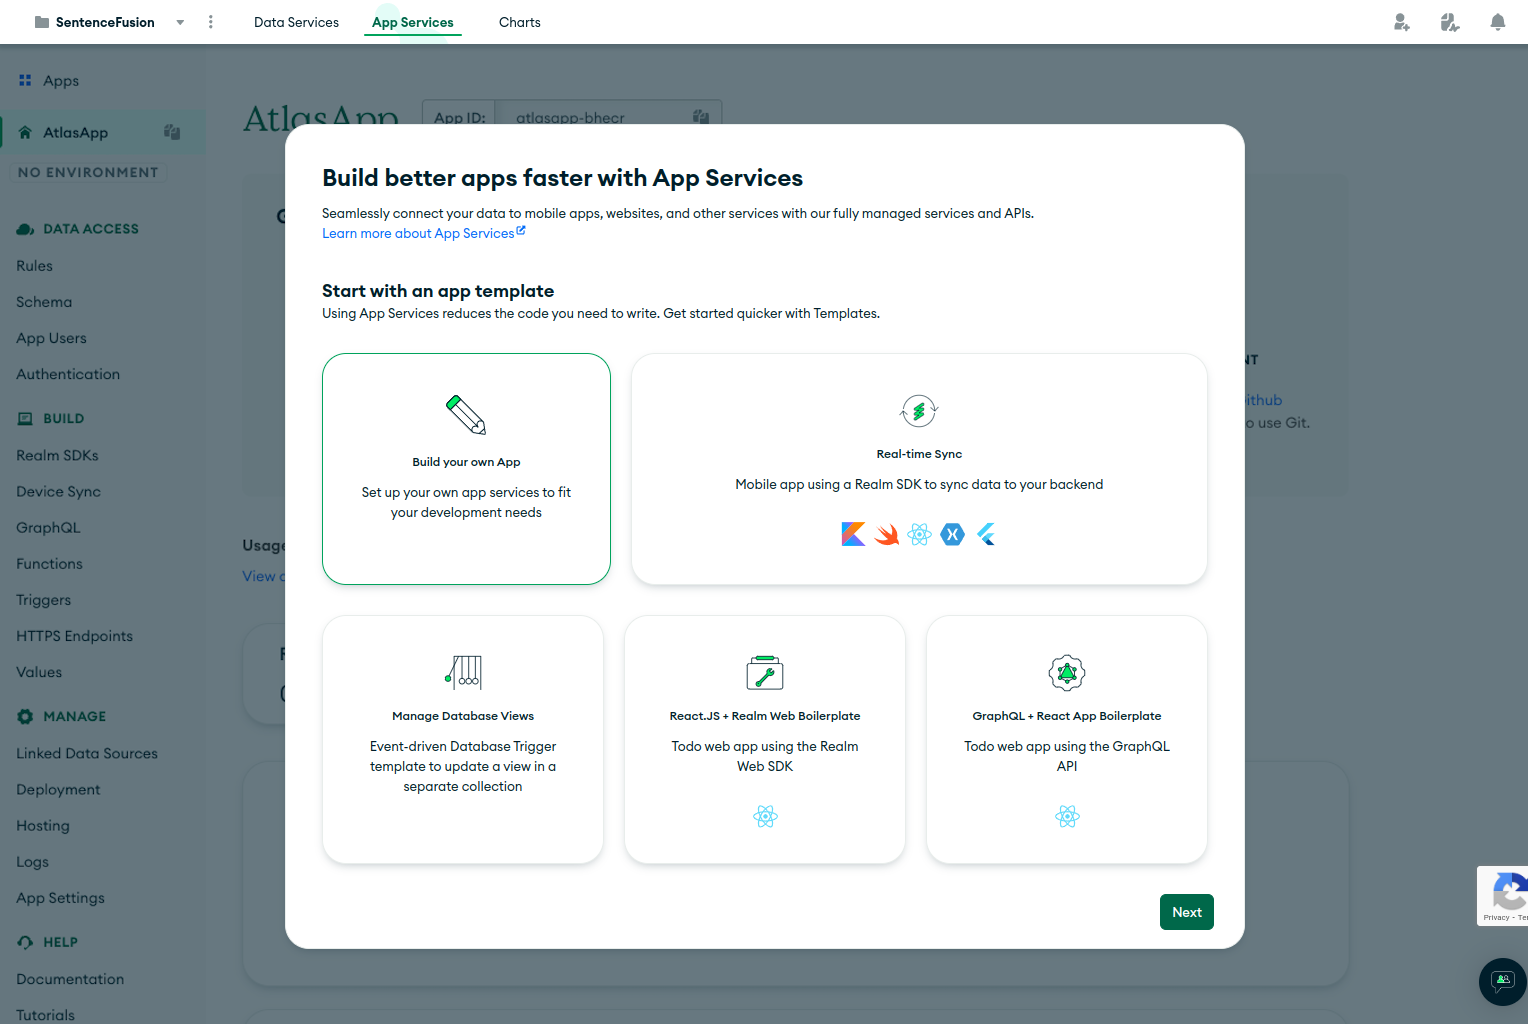 SentenceFusion
Data Services
App Services
Charts
Apps
AtlasApp
NO ENVIRONMENT
DATA ACCESS
Rules
Schema
App Users
Authentication
BUILD
Realm SDKs
Device Sync
GraphQL
Functions
Triggers
HTTPS Endpoints
Values
MANAGE
Linked Data Sources
Deployment
Hosting
Logs
App Settings
HELP
Documentation
Tutorials
AtlasApp
App ID:
atlasapp-bhecr
Usage
View
to use Git.
Build better apps faster with App Services
Seamlessly connect your data to mobile apps, websites, and other services with our fully managed services and APIs.
Learn more about App Services
Start with an app template
Using App Services reduces the code you need to write. Get started quicker with Templates.
Build your own App
Set up your own app services to fit
your development needs
Real-time Sync
Mobile app using a Realm SDK to sync data to your backend
Manage Database Views
Event-driven Database Trigger
template to update a view in a
separate collection
React.JS + Realm Web Boilerplate
Todo web app using the Realm
Web SDK
GraphQL + React App Boilerplate
Todo web app using the GraphQL
API
Next
Privacy - Ter